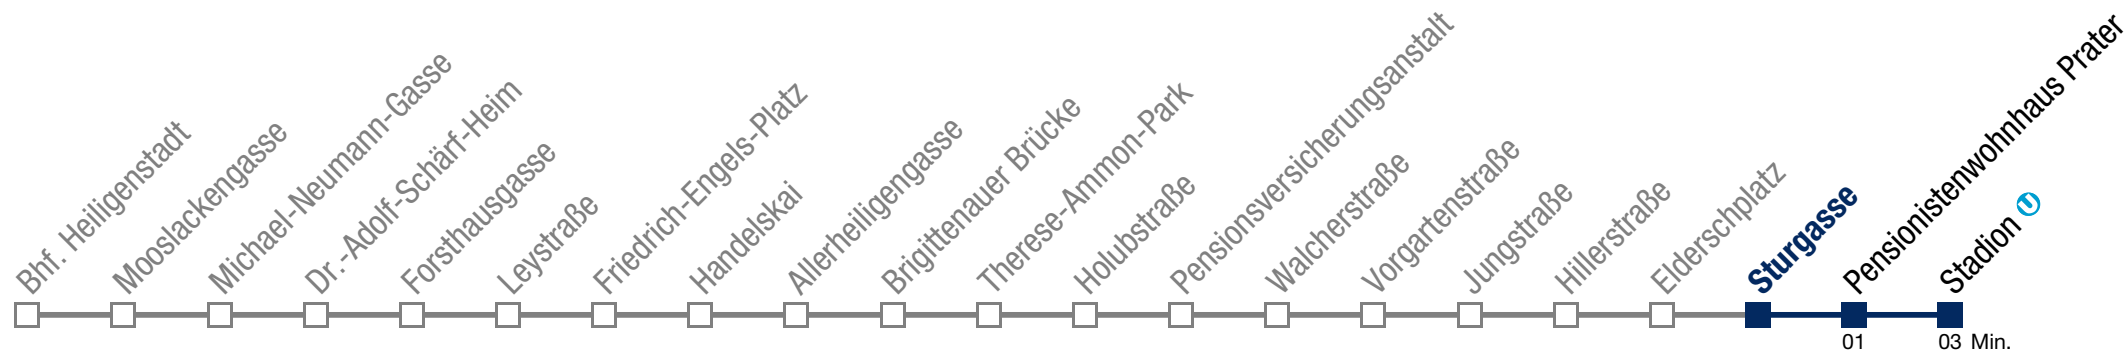 Bhf. Heiligenstadt
Mooslackengasse
Michael-Neumann-Gasse
Dr.-Adolf-Schärf-Heim
Forsthausgasse
Leystraße
Friedrich-Engels-Platz
Handelskai
Allerheiligengasse
Brigittenauer Brücke
Therese-Ammon-Park
Holubstraße
Pensionsversicherungsanstalt
Walcherstraße
Vorgartenstraße
Jungstraße
Hillerstraße
Elderschplatz
Sturgasse
Pensionistenwohnhaus Prater
Stadion U
01 03 Min.